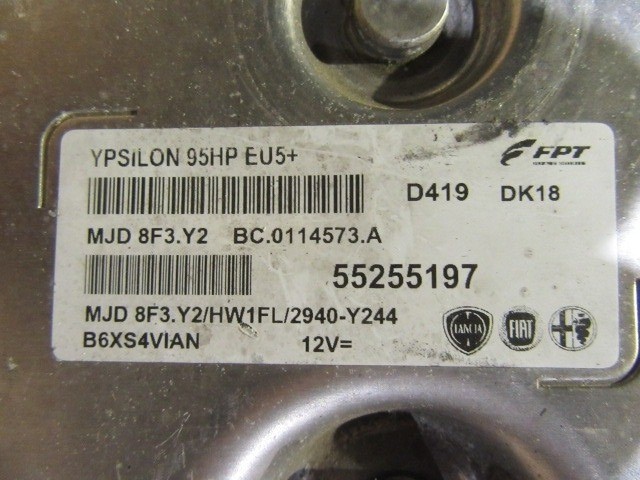 YPSILON 95HP EU5+
FPT
D419 DK18
MJD 8F3.Y2 BC.0114573.A
55255197
MJD 8F3.Y2/HW1FL/2940-Y244
B6XS4VIAN 12V=
LANCIA FIAT